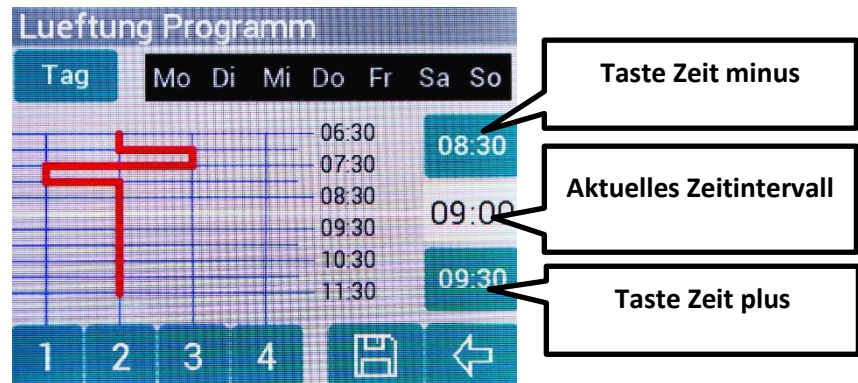 Lueftung Programm
Tag
Mo Di Mi Do Fr Sa So
06:30
07:30
08:30
09:30
10:30
11:30
08:30
09:00
09:30
1 2 3 4
Taste Zeit minus
Aktuelles Zeitintervall
Taste Zeit plus